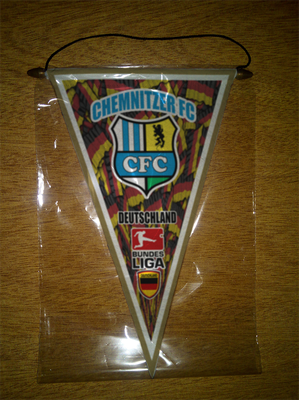 CHEMNITZER FC
CFC
DEUTSCHLAND
BUNDES
LIGA